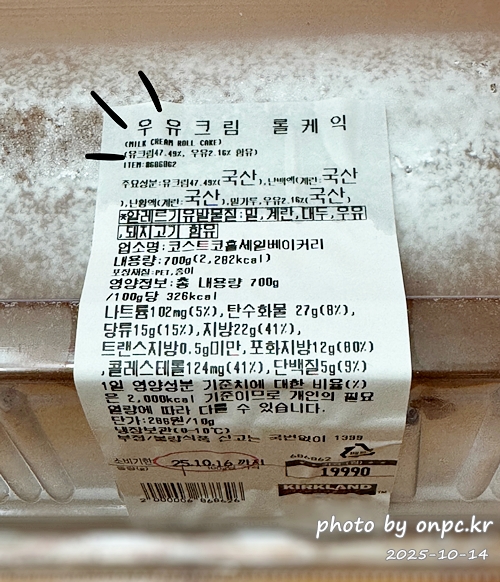 우유크림 롤케익
(MILK CREAM ROLL CAKE)
(유크림47.49%, 우유2.16% 함유)
ITEM:#686862
주요성분:유크림47.49%(국산),난백액(계란:국산
),난황액(계란:국산),밀가루,우유2.16%(국산)
*알레르기유발물질:밀,계란,대두,우유
,돼지고기 함유
업소명:코스트코홀세일베이커리
내용량:700g(2,282kcal)
포장재질:PET,종이
영양정보:총 내용량 700g
/100g당 326kcal
나트륨102mg(5%),탄수화물 27g(8%),
당류15g(15%),지방22g(41%),
트랜스지방0.5g미만,포화지방12g(80%)
,콜레스테롤124mg(41%),단백질5g(9%)
1일 영양성분 기준치에 대한 비율(%)
은 2,000kcal 기준이므로 개인의 필요
열량에 따라 다를 수 있습니다.
단가:286원/10g
냉장보관(0-10℃)
부정/불량식품 신고는 국번없이 1399
소비기한
25.10.16.까지
686862
19990
KIRKLAND
photo by onpc.kr
2025-10-14